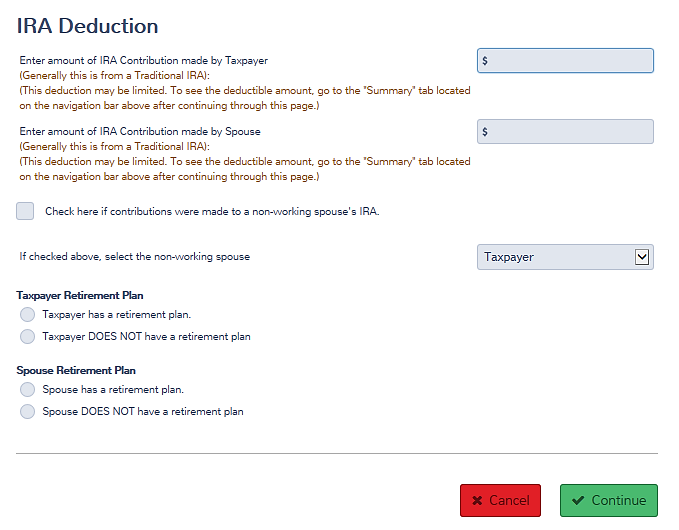 IRA Deduction
Enter amount of IRA Contribution made by Taxpayer
(Generally this is from a Traditional IRA):
(This deduction may be limited. To see the deductible amount, go to the "Summary" tab located
on the navigation bar above after continuing through this page.)
$
Enter amount of IRA Contribution made by Spouse
(Generally this is from a Traditional IRA):
(This deduction may be limited. To see the deductible amount, go to the "Summary" tab located
on the navigation bar above after continuing through this page.)
$
Check here if contributions were made to a non-working spouse's IRA.
If checked above, select the non-working spouse
Taxpayer
Taxpayer Retirement Plan
Taxpayer has a retirement plan.
Taxpayer DOES NOT have a retirement plan
Spouse Retirement Plan
Spouse has a retirement plan.
Spouse DOES NOT have a retirement plan
Cancel
Continue